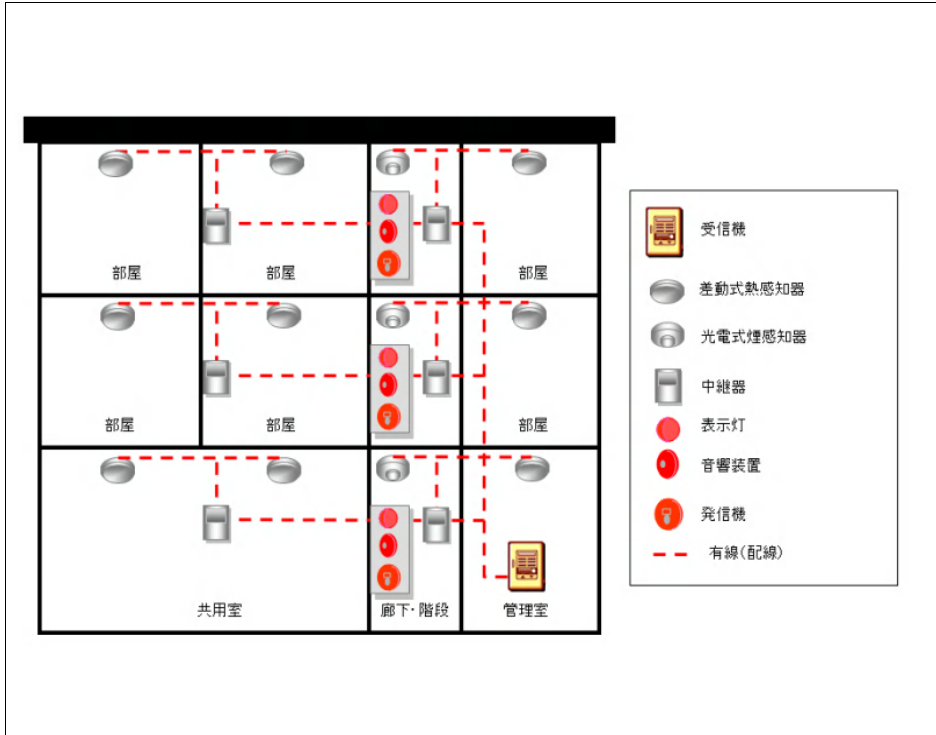 部屋
部屋
部屋
部屋
部屋
部屋
共用室
廊下・階段
管理室
受信機
差動式熱感知器
光電式煙感知器
中継器
表示灯
音響装置
発信機
有線(配線)